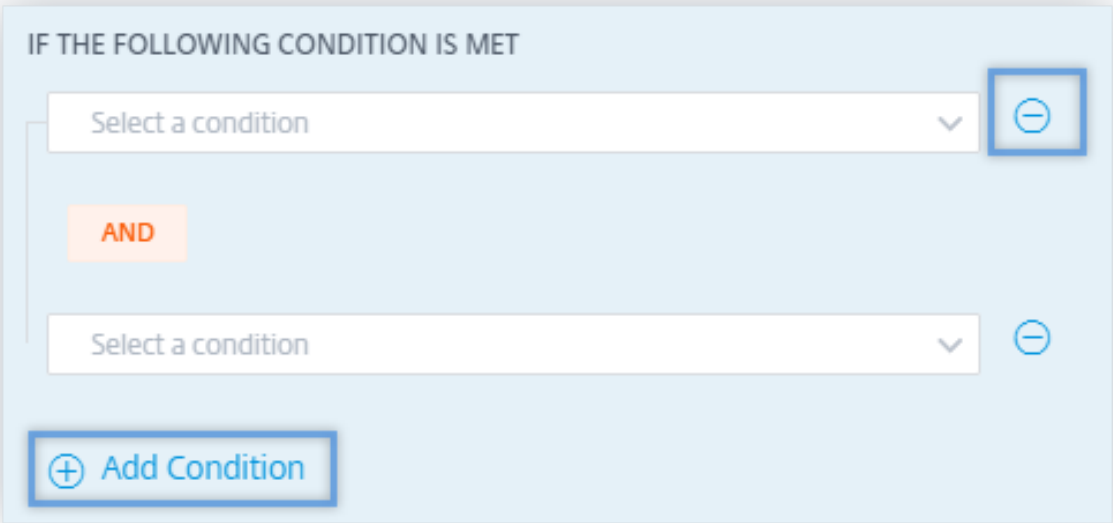 IF THE FOLLOWING CONDITION IS MET
Select a condition
AND
Select a condition
Add Condition